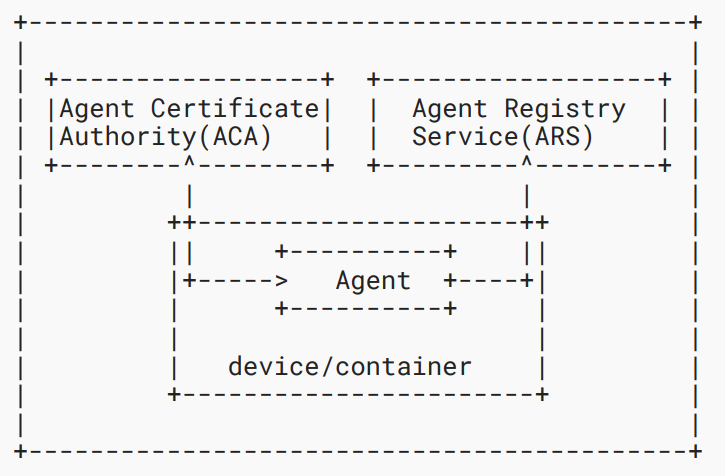 +--------------------------------------------+
|                                            |
| +-----------------+  +------------------+ |
| |Agent Certificate|  |  Agent Registry  | |
| |Authority(ACA)   |  |  Service(ARS)    | |
| +--------^--------+  +---------^--------+ |
|          |                     |          |
|         ++---------------------++         |
|         ||     +----------+    ||         |
|         |+----->   Agent  +----+|         |
|         |      +----------+     |         |
|         |                       |         |
|         |   device/container    |         |
|         +-----------------------+         |
|                                            |
+--------------------------------------------+